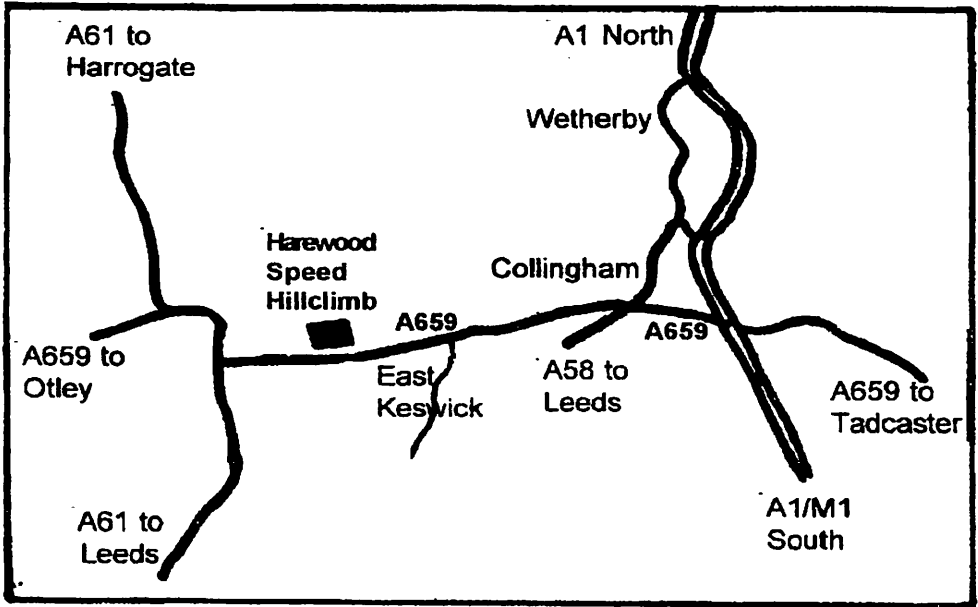 A61 to
Harrogate
A1 North
Wetherby
Harewood
Speed
Hillclimb
Collingham
A659
A659
A659 to
Otley
East
Keswick
A58 to
Leeds
A659 to
Tadcaster
A61 to
Leeds
A1/M1
South